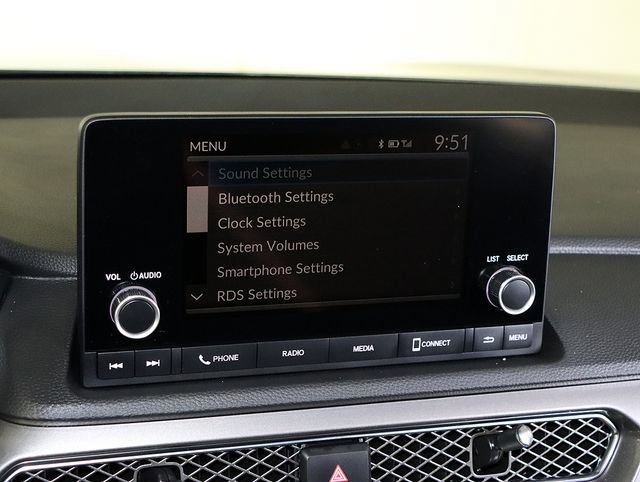 MENU 9:51
Sound Settings
Bluetooth Settings
Clock Settings
System Volumes
Smartphone Settings
RDS Settings
VOL AUDIO
LIST SELECT
PHONE RADIO MEDIA CONNECT MENU